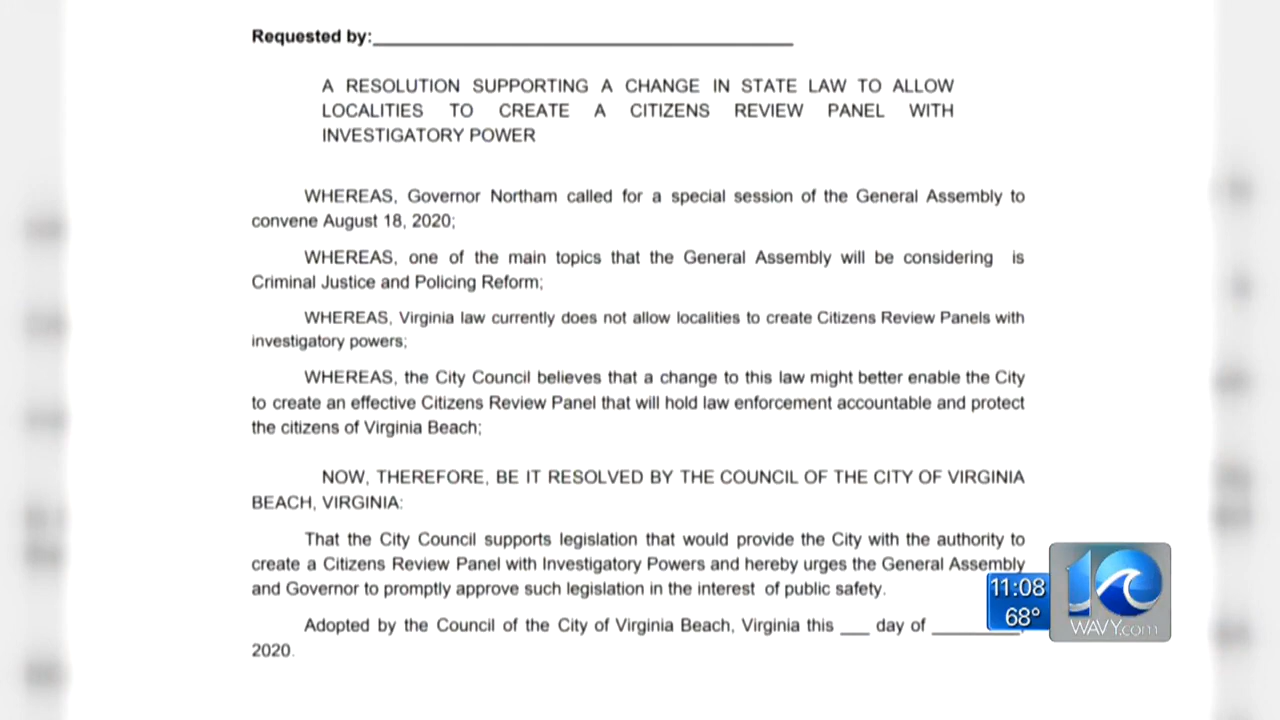 Requested by:
A RESOLUTION SUPPORTING A CHANGE IN STATE LAW TO ALLOW
LOCALITIES TO CREATE A CITIZENS REVIEW PANEL WITH
INVESTIGATORY POWER
WHEREAS, Governor Northam called for a special session of the General Assembly to
convene August 18, 2020;
WHEREAS, one of the main topics that the General Assembly will be considering is
Criminal Justice and Policing Reform;
WHEREAS, Virginia law currently does not allow localities to create Citizens Review Panels with
investigatory powers;
WHEREAS, the City Council believes that a change to this law might better enable the City
to create an effective Citizens Review Panel that will hold law enforcement accountable and protect
the citizens of Virginia Beach;
NOW, THEREFORE, BE IT RESOLVED BY THE COUNCIL OF THE CITY OF VIRGINIA
BEACH, VIRGINIA:
That the City Council supports legislation that would provide the City with the authority to
create a Citizens Review Panel with Investigatory Powers and hereby urges the General Assembly
and Governor to promptly approve such legislation in the interest of public safety.
Adopted by the Council of the City of Virginia Beach, Virginia this ___ day of _________,
2020.
11:08
68°
10
WAVY.com